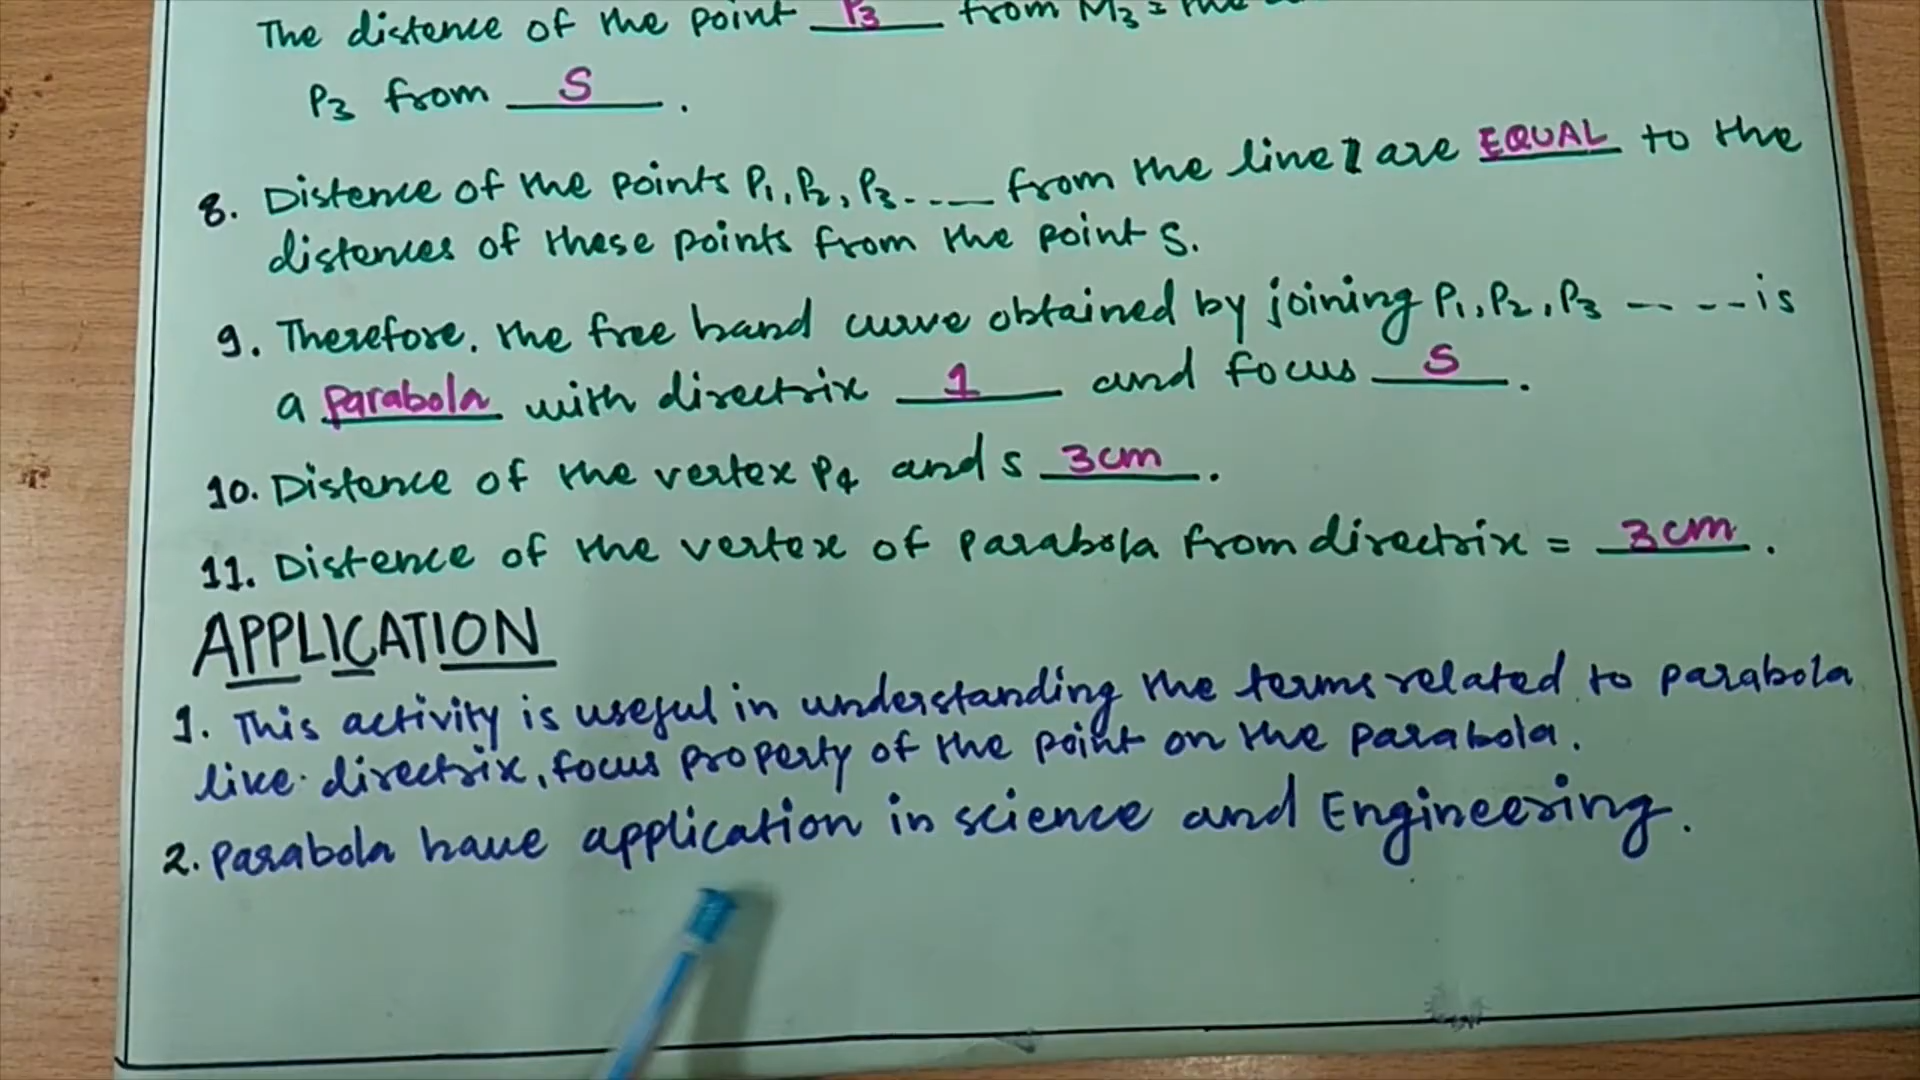 The distence of the point P3 from M3 = the
P3 from S .
8. Distence of the points P1, P2, P3.--- from the line l are EQUAL to the
distences of these points from the point S.
9. Therefore, the free hand curve obtained by joining P1, P2, P3 -- --- is
a Parabola with directrix 1 and focus S .
10. Distence of the vertex P4 and s 3cm .
11. Distence of the vertex of parabola from directrix = 3cm .
APPLICATION
1. This activity is useful in understanding the terms related to parabola
like directrix, focus property of the point on the parabola.
2. Parabola have application in science and Engineering.